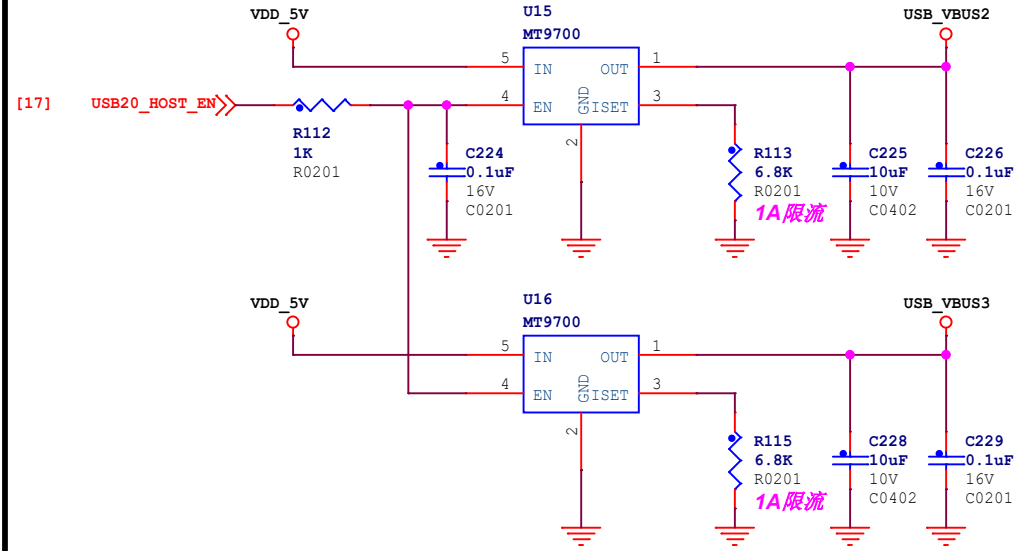 VDD_5V
U15
MT9700
USB_VBUS2
5
IN
OUT
1
[17]
USB20_HOST_EN
4
EN
GND
ISET
3
2
R112
1K
R0201
C224
0.1uF
16V
C0201
R113
6.8K
R0201
1A限流
C225
10uF
10V
C0402
C226
0.1uF
16V
C0201
VDD_5V
U16
MT9700
USB_VBUS3
5
IN
OUT
1
4
EN
GND
ISET
3
2
R115
6.8K
R0201
1A限流
C228
10uF
10V
C0402
C229
0.1uF
16V
C0201